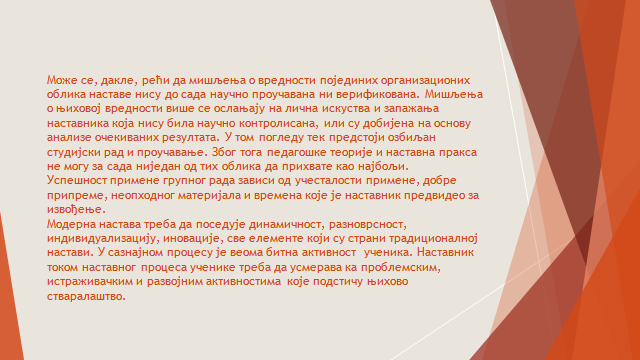 Може се, дакле, рећи да мишљења о вредности појединих организационих
облика наставе нису до сада научно проучавана ни верификована. Мишљења
о њиховој вредности више се ослањају на лична искуства и запажања
наставника која нису била научно контролисана, или су добијена на основу
анализе очекиваних резултата. У том погледу тек предстоји озбиљан
студијски рад и проучавање. Због тога педагошке теорије и наставна пракса
не могу за сада ниједан од тих облика да прихвате као најбољи.
Успешност примене групног рада зависи од учесталости примене, добре
припреме, неопходног материјала и времена које је наставник предвидео за
извођење.
Модерна настава треба да поседује динамичност, разноврсност,
индивидуализацију, иновације, све елементе који су страни традиционалној
настави. У сазнајном процесу је веома битна активност ученика. Наставник
током наставног процеса ученике треба да усмерава ка проблемским,
истраживачким и развојним активностима које подстичу њихово
стваралаштво.